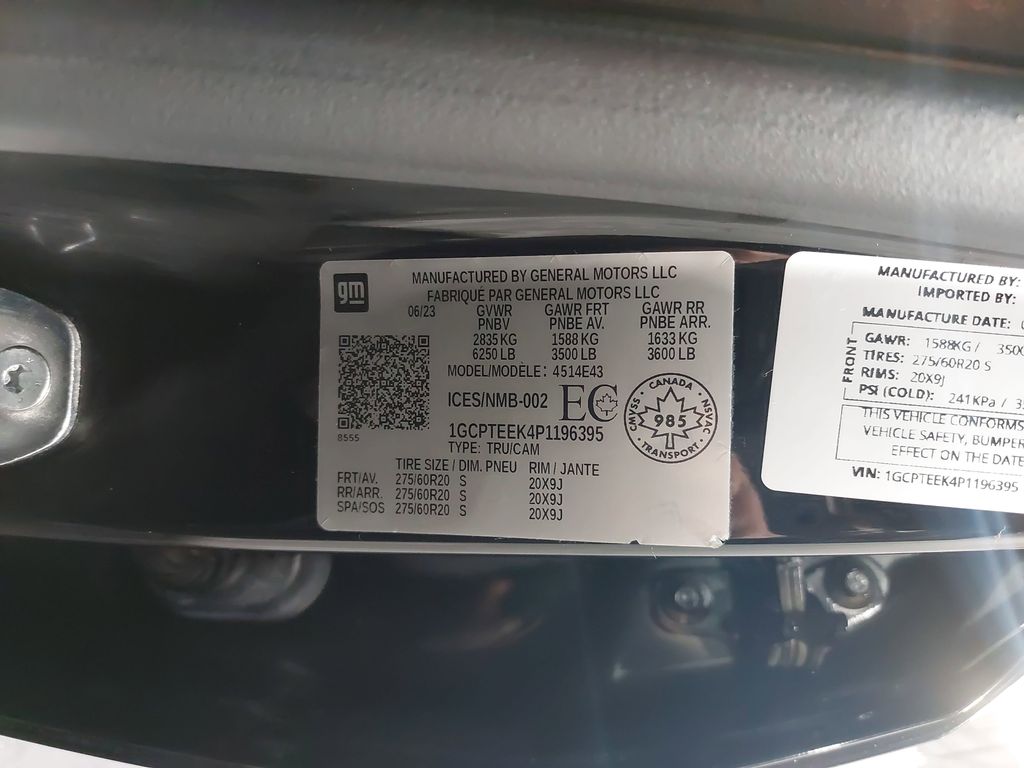 gm
MANUFACTURED BY GENERAL MOTORS LLC
FABRIQUÉ PAR GENERAL MOTORS LLC
06/23 GVWR GAWR FRT GAWR RR
PNBV PNBE AV. PNBE ARR.
2835 KG 1588 KG 1633 KG
6250 LB 3500 LB 3600 LB
MODEL/MODÈLE: 4514E43
ICES/NMB-002 EC
CANADA
CMVSS 985 NSVAC
TRANSPORT
8555
1GCPTEEK4P1196395
TYPE: TRU/CAM
TIRE SIZE / DIM. PNEU RIM / JANTE
FRT/AV. 275/60R20 S 20X9J
RR/ARR. 275/60R20 S 20X9J
SPA/SOS 275/60R20 S 20X9J
MANUFACTURED BY:
IMPORTED BY:
MANUFACTURE DATE:
FRONT
GAWR: 1588KG/
TIRES: 275/60R20 S
RIMS: 20X9J
PSI (COLD): 241KPa /
THIS VEHICLE CONFORMS
VEHICLE SAFETY, BUMPER
EFFECT ON THE DATE
VIN: 1GCPTEEK4P1196395